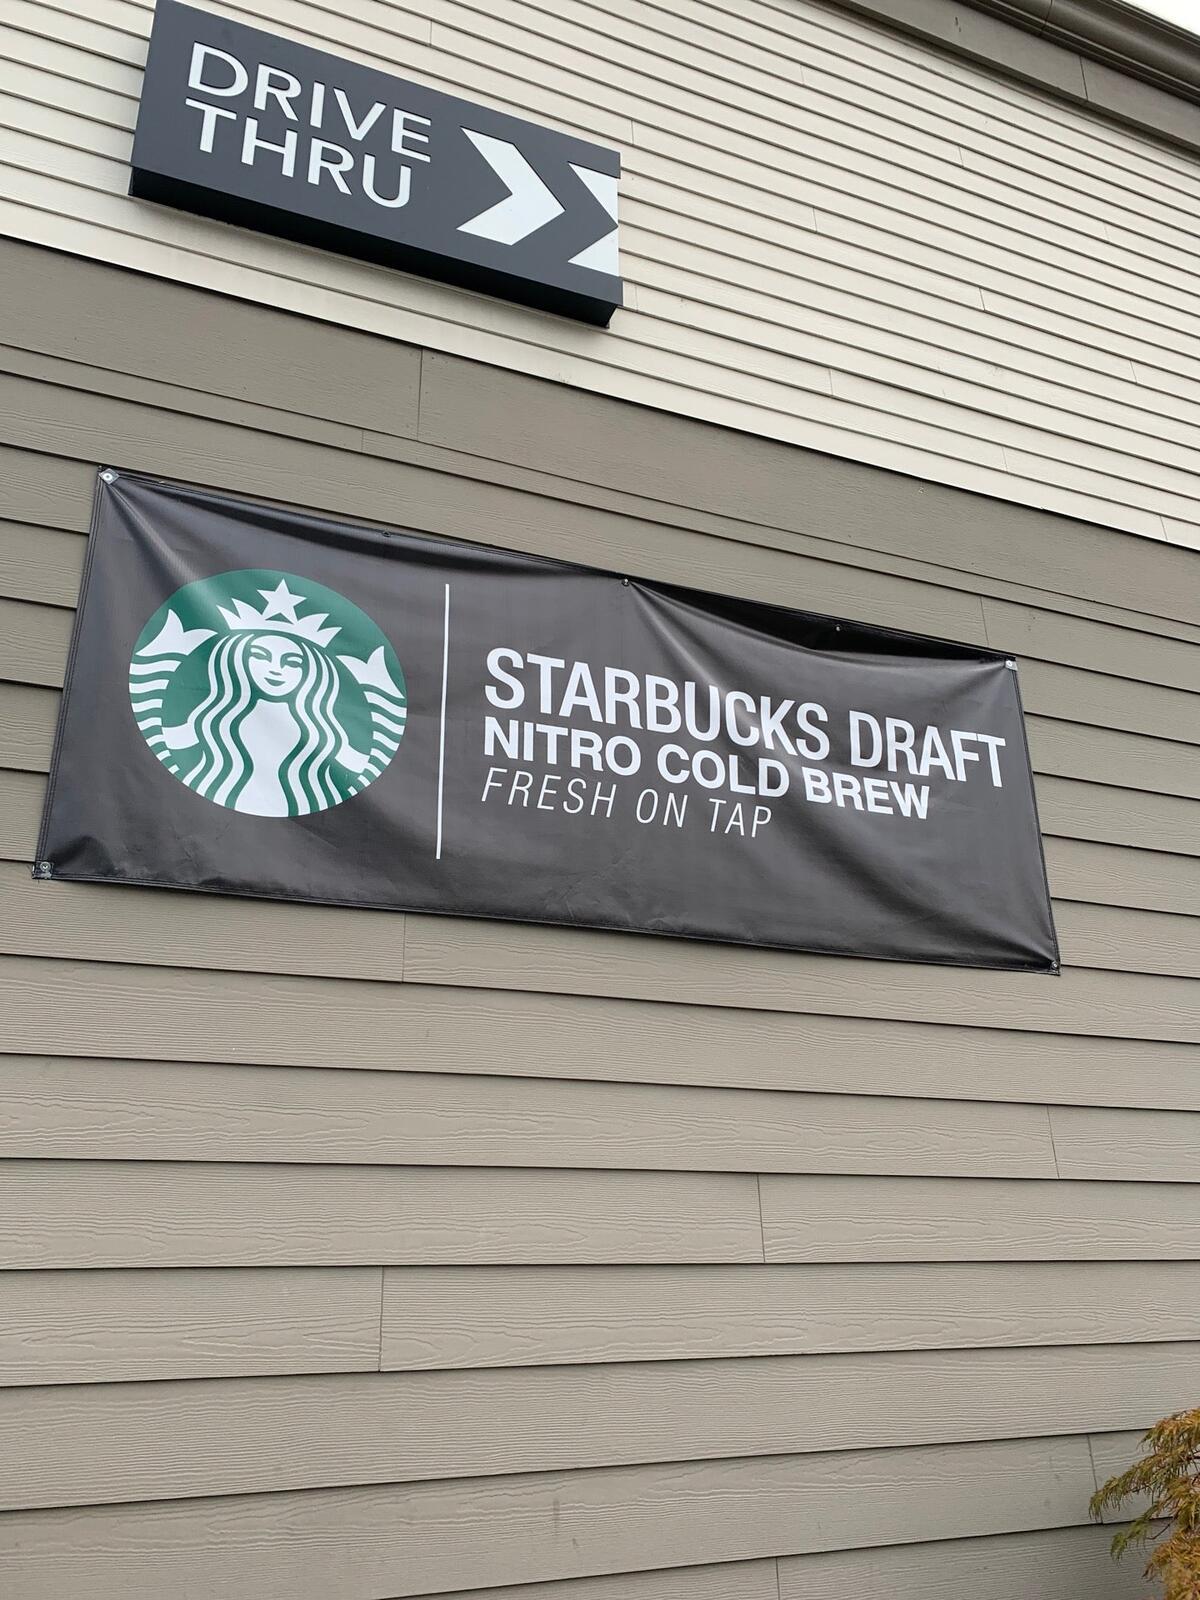 DRIVE
THRU
STARBUCKS DRAFT
NITRO COLD BREW
FRESH ON TAP